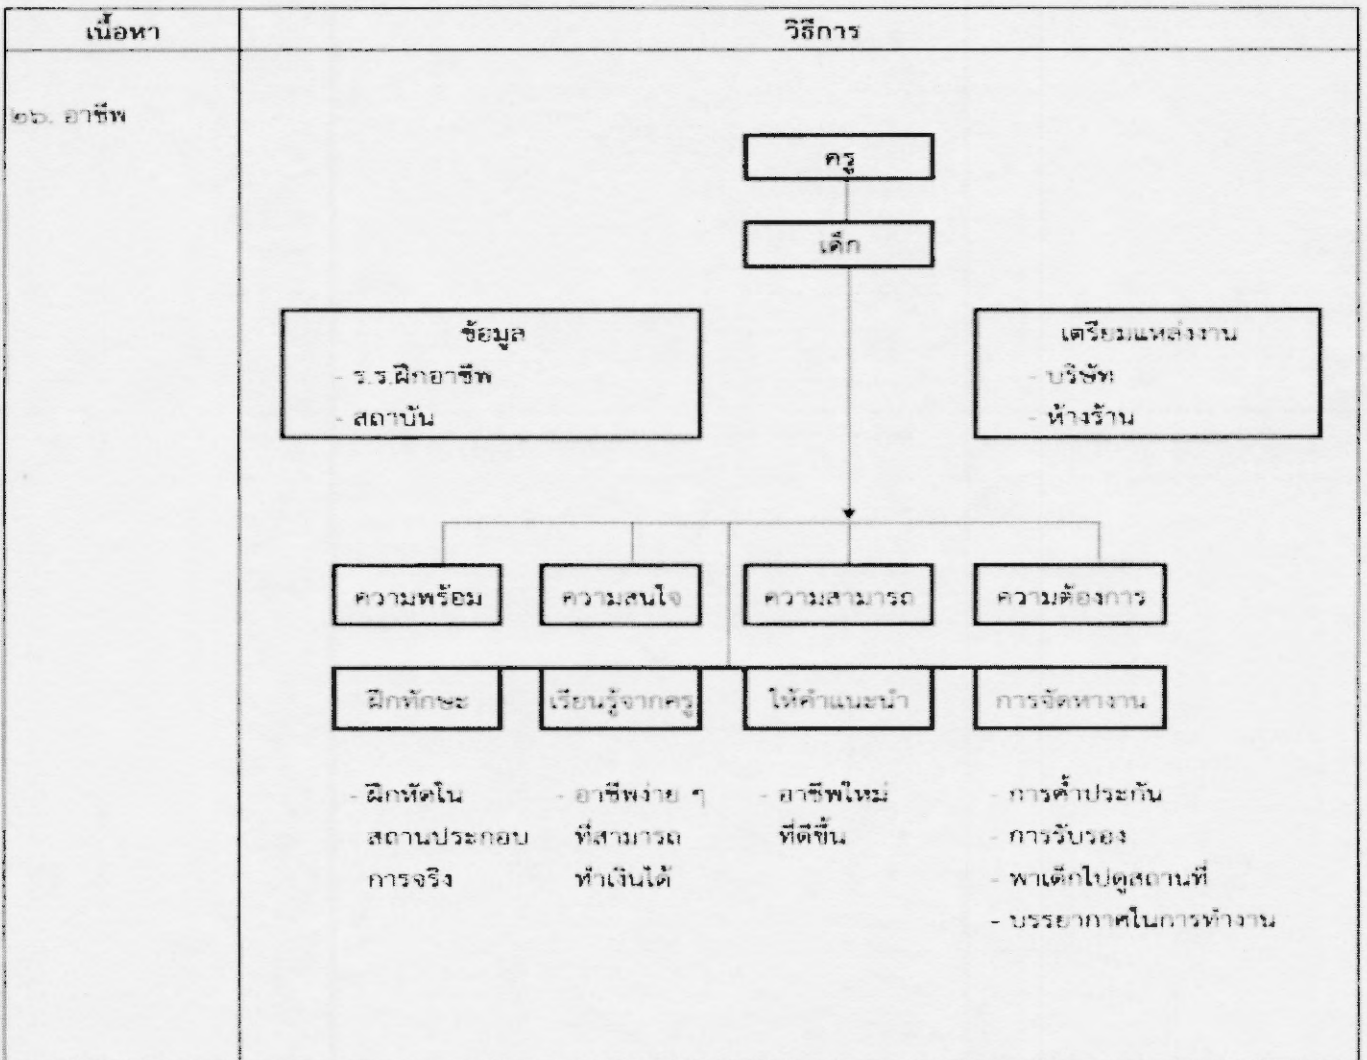 เนื้อหา
วิธีการ
๒๖. อาชีพ
ครู
เด็ก
ข้อมูล
- ร.ร.ฝึกอาชีพ
- สถาบัน
เตรียมแหล่งงาน
- บริษัท
- ห้างร้าน
ความพร้อม
ความสนใจ
ความสามารถ
ความต้องการ
ฝึกทักษะ
เรียนรู้จากครู
ให้คำแนะนำ
การจัดหางาน
- ฝึกหัดใน
สถานประกอบ
การจริง
- อาชีพง่าย ๆ
ที่สามารถ
ทำเงินได้
- อาชีพใหม่
ที่ดีขึ้น
- การค้ำประกัน
- การรับรอง
- พาเด็กไปดูสถานที่
- บรรยากาศในการทำงาน